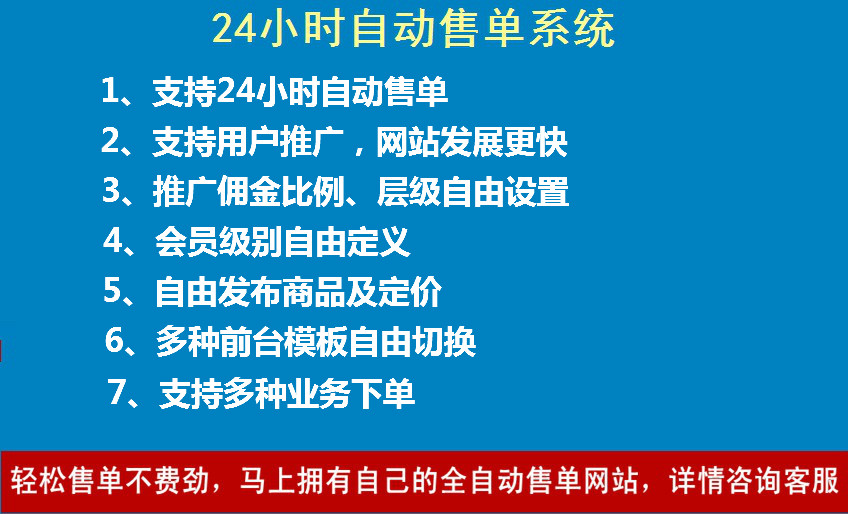 24小时自动售单系统
1、支持24小时自动售单
2、支持用户推广，网站发展更快
3、推广佣金比例、层级自由设置
4、会员级别自由定义
5、自由发布商品及定价
6、多种前台模板自由切换
7、支持多种业务下单
轻松售单不费劲，马上拥有自己的全自动售单网站，详情咨询客服